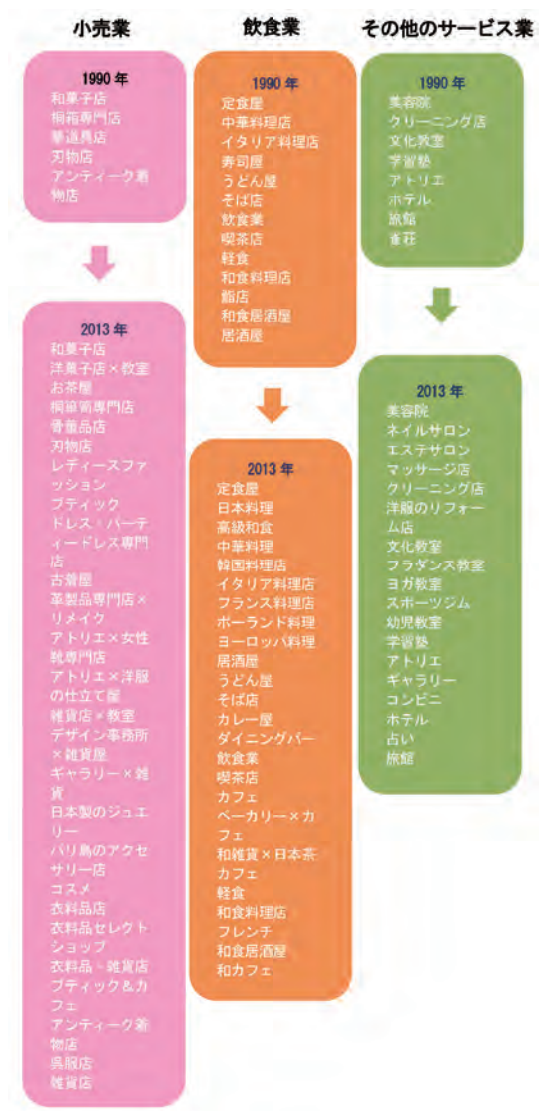 小売業
1990 年
和菓子店
桐箱専門店
刃物店
アンティーク着
物店
2013 年
和菓子店
洋菓子店×教室
お茶屋
桐箪笥専門店
骨董品店
刃物店
レディースファ
ッション
ブティック
ドレス・パーテ
ィードレス専門
店
古着屋
革製品専門店×
リメイク
アトリエ×女性
靴専門店
アトリエ×洋服
の仕立て屋
雑貨店×教室
デザイン事務所
×雑貨屋
ギャラリー×雑
貨
日本製のジュエ
リー
バリ島のアクセ
サリー店
コスメ
衣料品店
衣料品セレクト
ショップ
衣料品・雑貨店
ブティック＆カ
フェ
アンティーク着
物店
呉服店
雑貨店
飲食業
1990 年
定食屋
中華料理店
イタリア料理店
寿司屋
うどん屋
そば店
飲食業
喫茶店
軽食
和食料理店
鮨店
和食居酒屋
居酒屋
2013 年
定食屋
日本料理
高級和食
中華料理
韓国料理店
イタリア料理店
フランス料理店
ポーランド料理
ヨーロッパ料理
居酒屋
うどん屋
そば店
カレー屋
ダイニングバー
飲食業
喫茶店
カフェ
ベーカリー×カ
フェ
和雑貨×日本茶
カフェ
軽食
和食料理店
フレンチ
和食居酒屋
和カフェ
その他のサービス業
1990 年
美容院
クリーニング店
文化教室
学習塾
アトリエ
ホテル
旅館
雀荘
2013 年
美容院
ネイルサロン
エステサロン
マッサージ店
クリーニング店
洋服のリフォー
ム店
文化教室
フラダンス教室
ヨガ教室
スポーツジム
幼児教室
学習塾
アトリエ
ギャラリー
コンビニ
ホテル
占い
旅館